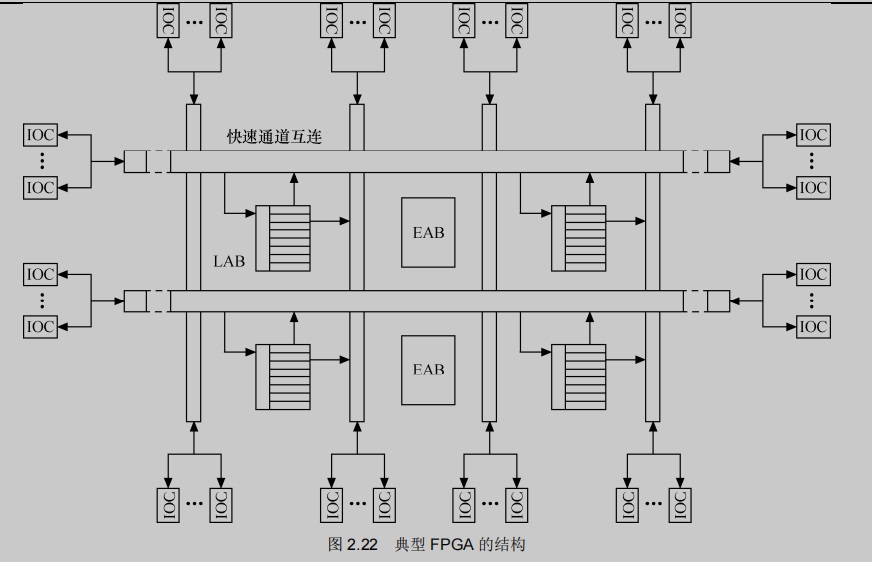 IOC ••• IOC IOC ••• IOC IOC ••• IOC IOC ••• IOC
快速通道互连
IOC IOC
IOC IOC
EAB
LAB
IOC IOC
IOC IOC
EAB
IOC ••• IOC IOC ••• IOC IOC ••• IOC IOC ••• IOC
图 2.22 典型 FPGA 的结构